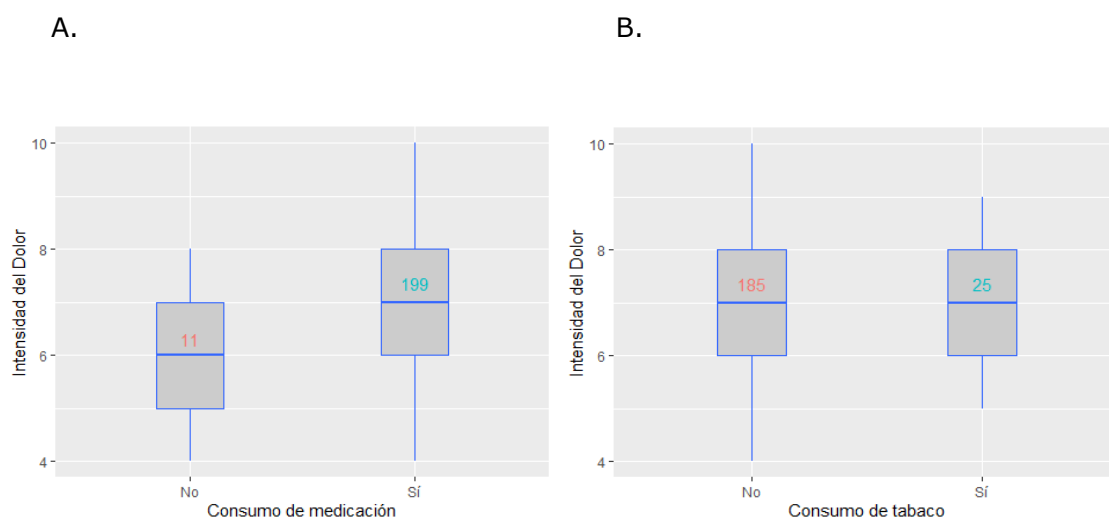 A.
B.
Intensidad del Dolor
10
8
6
4
11
199
No
Sí
Consumo de medicación
Intensidad del Dolor
10
8
6
4
185
25
No
Sí
Consumo de tabaco